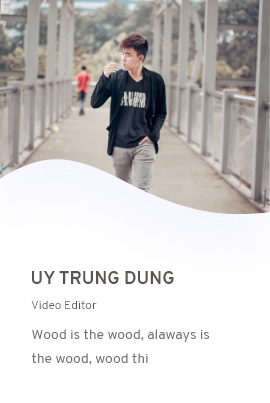 UY TRUNG DUNG
Video Editor
Wood is the wood, alaways is
the wood, wood thi